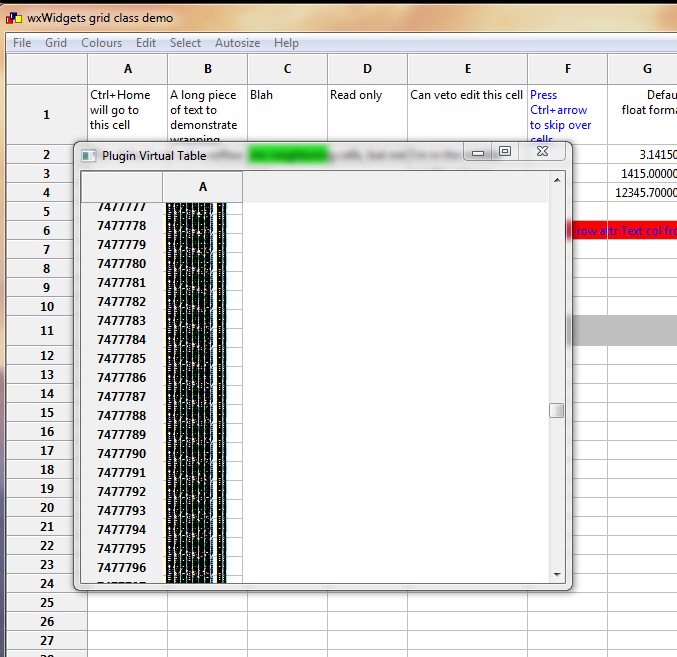 wxWidgets grid class demo
File Grid Colours Edit Select Autosize Help
A B C D E F G
1
Ctrl+Home
will go to
this cell
A long piece
of text to
demonstrate
wrapping
Blah
Read only
Can veto edit this cell
Press
Ctrl+arrow
to skip over
cells
Defau
float forma
2 3.14150
3 1415.00000
4 12345.70000
5
6 row attr Text col fre
7
8
9
10
11
12
13
14
15
16
17
18
19
20
21
22
23
24
25
26
27
28
Plugin Virtual Table
A
7477777
7477778
7477779
7477780
7477781
7477782
7477783
7477784
7477785
7477786
7477787
7477788
7477789
7477790
7477791
7477792
7477793
7477794
7477795
7477796
7477797